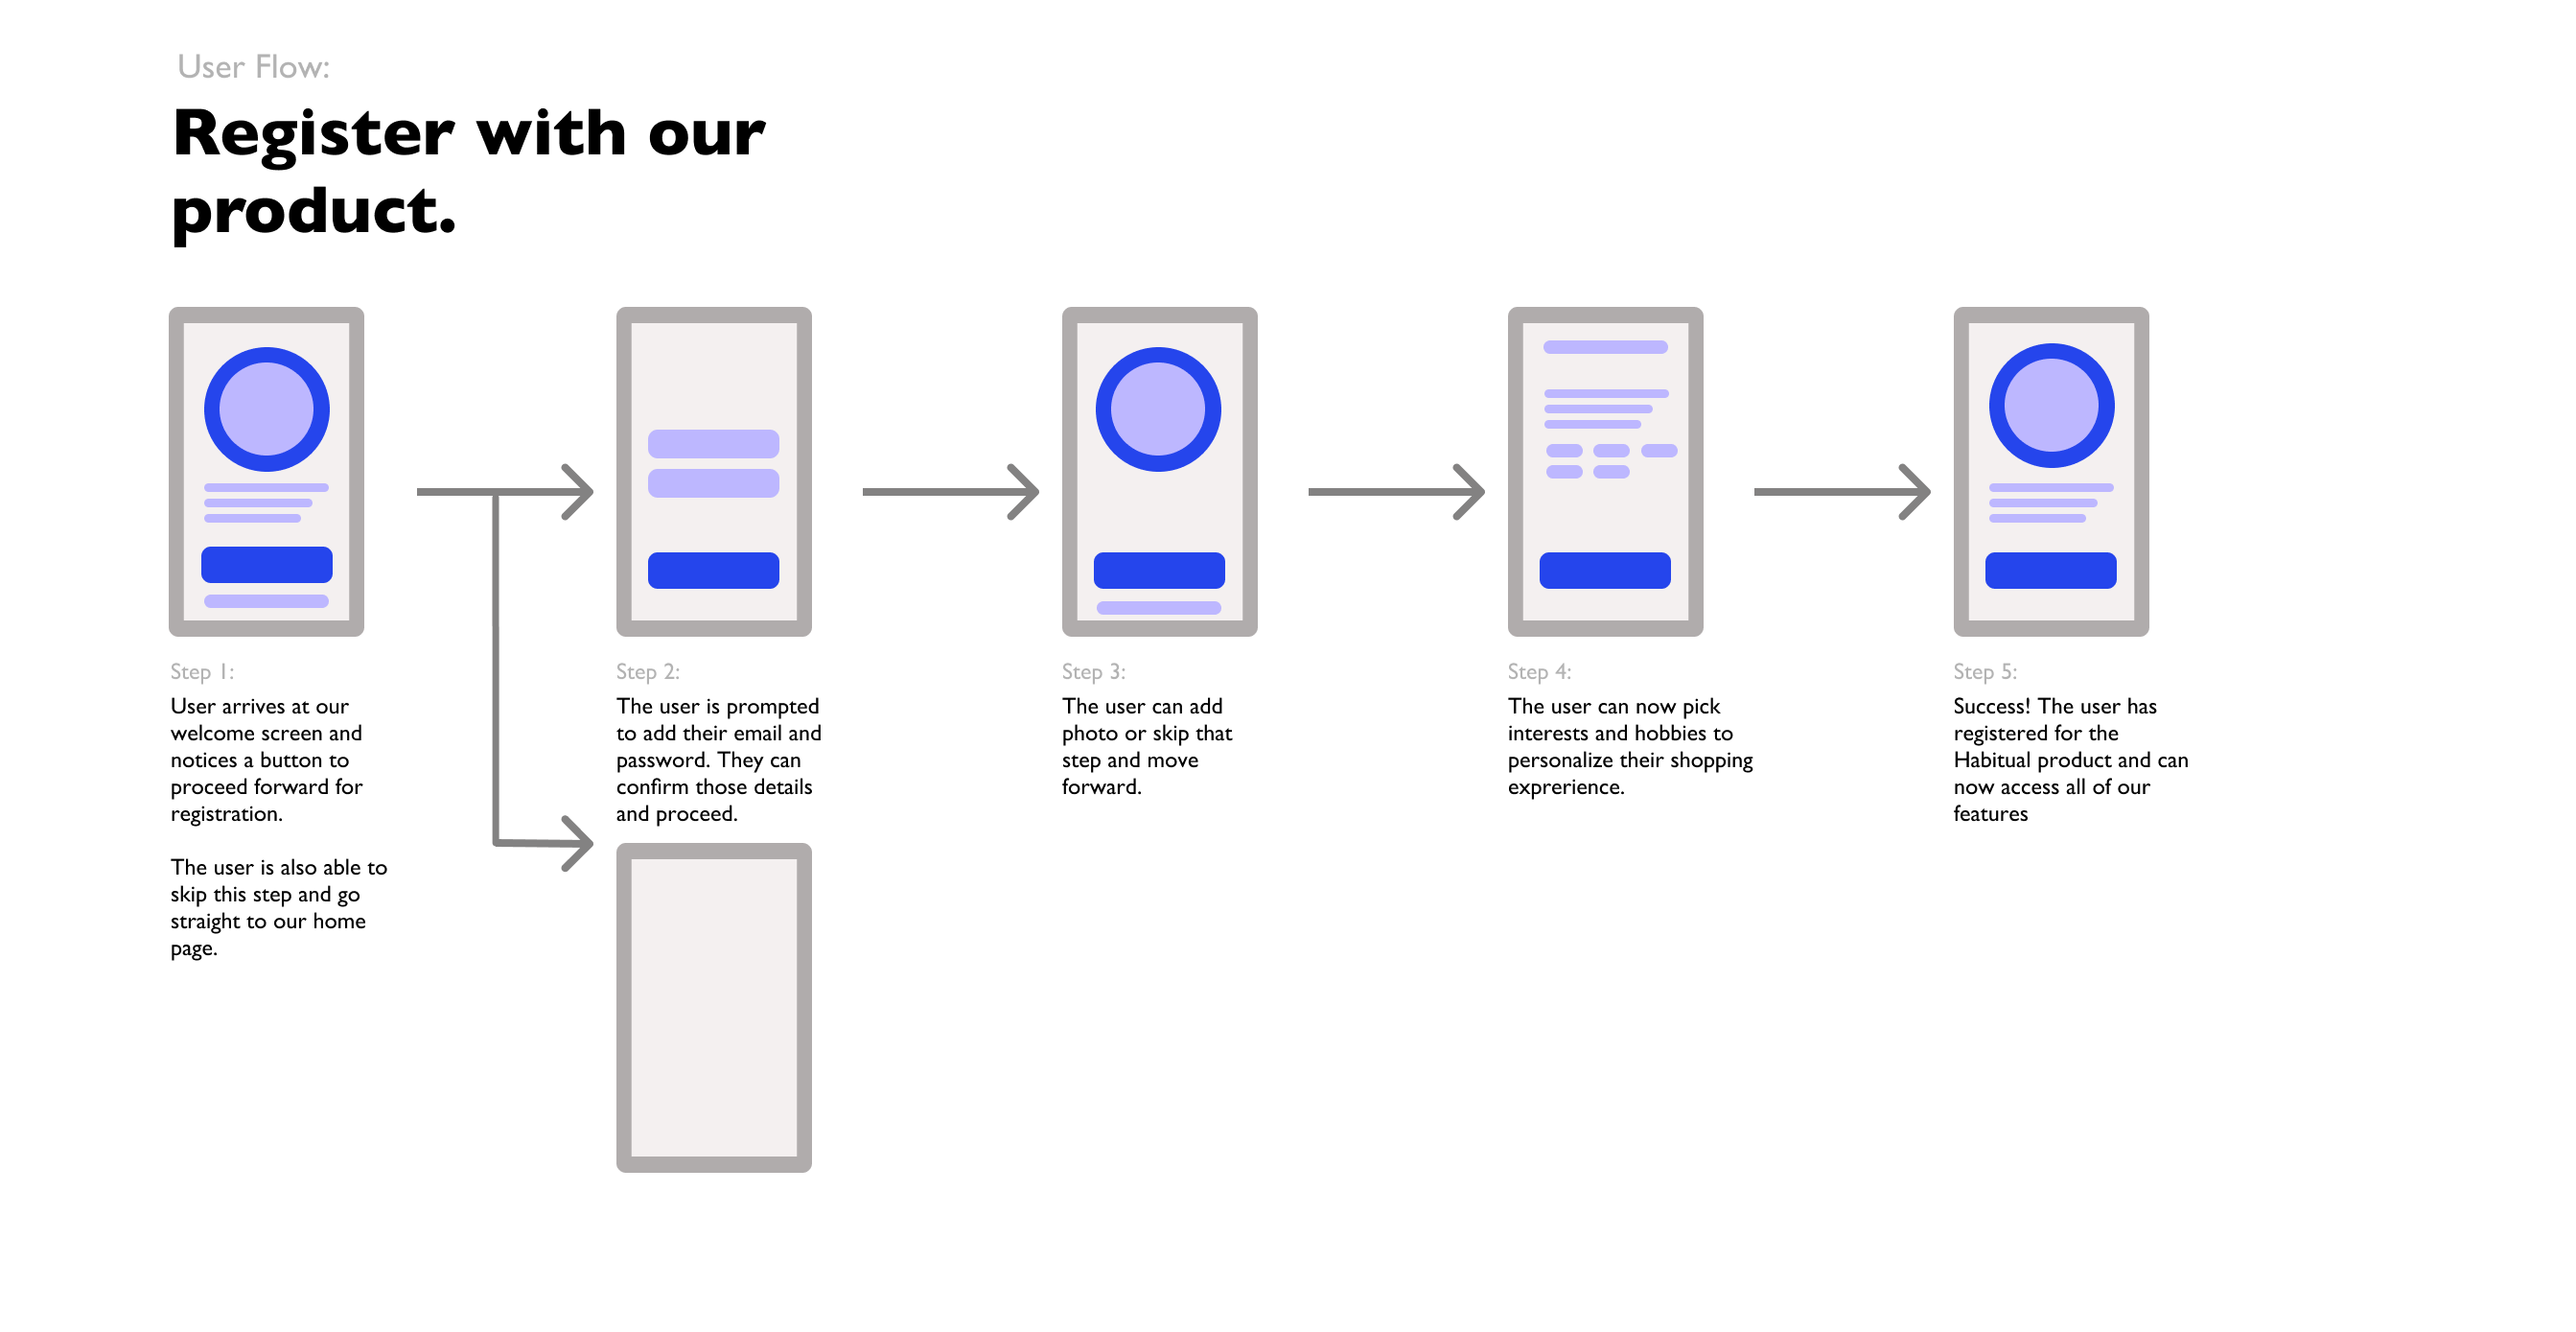 User Flow:
Register with our
product.
Step 1:
User arrives at our
welcome screen and
notices a button to
proceed forward for
registration.
The user is also able to
skip this step and go
straight to our home
page.
Step 2:
The user is prompted
to add their email and
password. They can
confirm those details
and proceed.
Step 3:
The user can add
photo or skip that
step and move
forward.
Step 4:
The user can now pick
interests and hobbies to
personalize their shopping
exprerience.
Step 5:
Success! The user has
registered for the
Habitual product and can
now access all of our
features